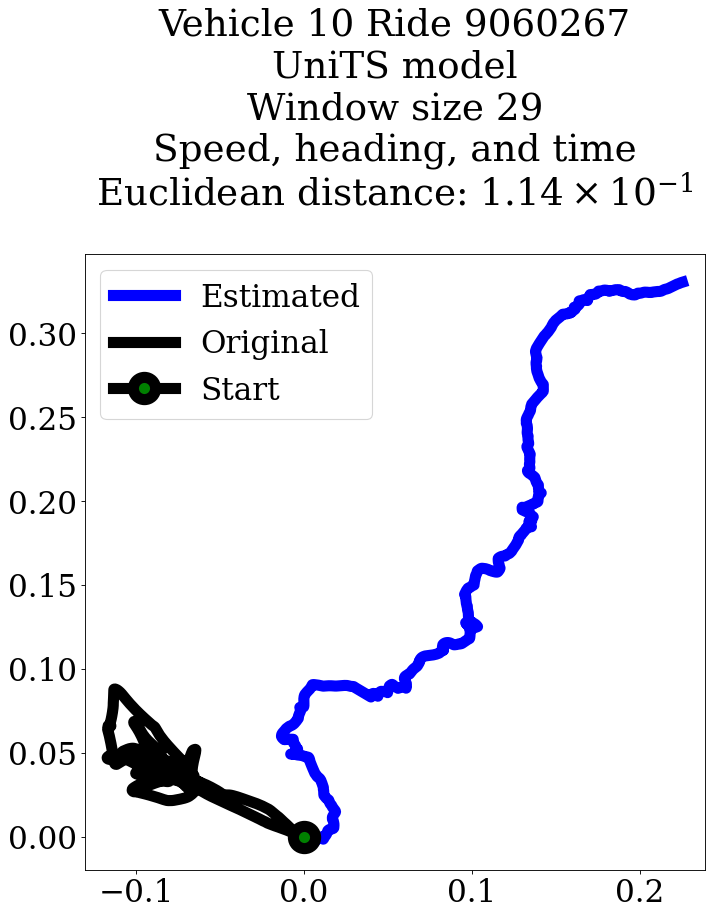 Vehicle 10 Ride 9060267
UniTS model
Window size 29
Speed, heading, and time
Euclidean distance: $1.14 \times 10^{-1}$
Estimated
Original
Start
0.30
0.25
0.20
0.15
0.10
0.05
0.00
−0.1
0.0
0.1
0.2